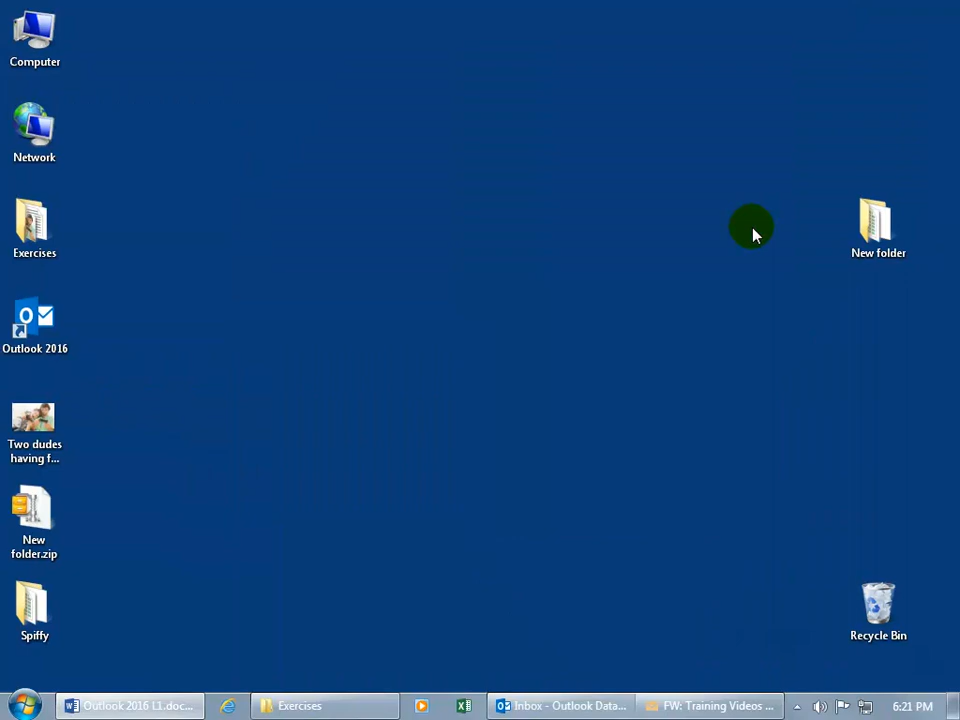 Computer
Network
Exercises
New folder
Outlook 2016
Two dudes
having f...
New
folder.zip
Spiffy
Recycle Bin
Outlook 2016 L1.doc...
Exercises
Inbox - Outlook Data...
FW: Training Videos ...
6:21 PM